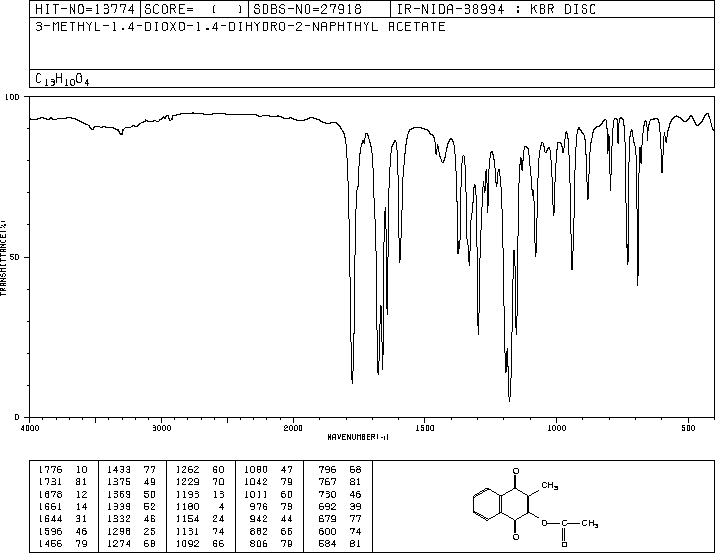 HIT-NO=13774 SCORE= ( ) SDBS-NO=27918 IR-NIDA-38994 : KBR DISC
3-METHYL-1,4-DIOXO-1,4-DIHYDRO-2-NAPHTHYL ACETATE
C13H10O4
100
50
0
TRANSMITTANCE(%)
4000 3000 2000 1500 1000 500
WAVENUMBER(-1)
1776 10 1433 77 1262 60 1080 47 796 68
1731 81 1375 49 1229 70 1042 79 767 81
1678 12 1369 50 1193 13 1011 60 730 46
1661 14 1339 52 1180 4 976 79 692 39
1644 31 1332 46 1154 24 942 44 679 77
1596 46 1298 25 1131 74 882 66 600 74
1456 79 1274 68 1092 66 806 79 584 81
O
CH3
O C CH3
O O